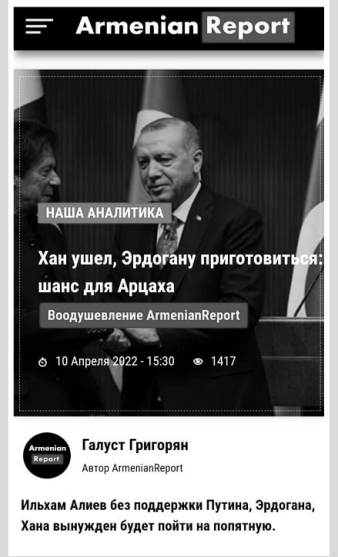 Armenian Report
НАША АНАЛИТИКА
Хан ушел, Эрдогану приготовиться:
шанс для Арцаха
Воодушевление ArmenianReport
10 Апреля 2022 - 15:30 1417
Armenian
Report
Галуст Григорян
Автор ArmenianReport
Ильхам Алиев без поддержки Путина, Эрдогана,
Хана вынужден будет пойти на попятную.